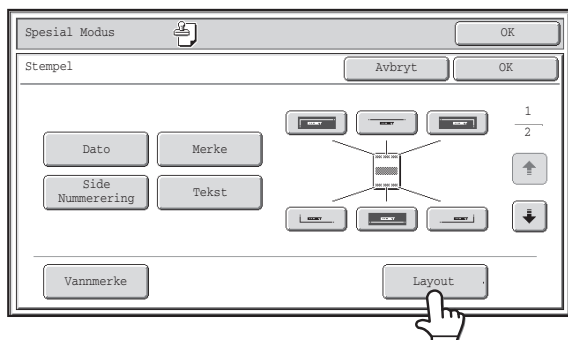 Spesial Modus
OK
Stempel
Avbryt
OK
Dato
Merke
1
2
Side
Nummerering
Tekst
Vannmerke
Layout